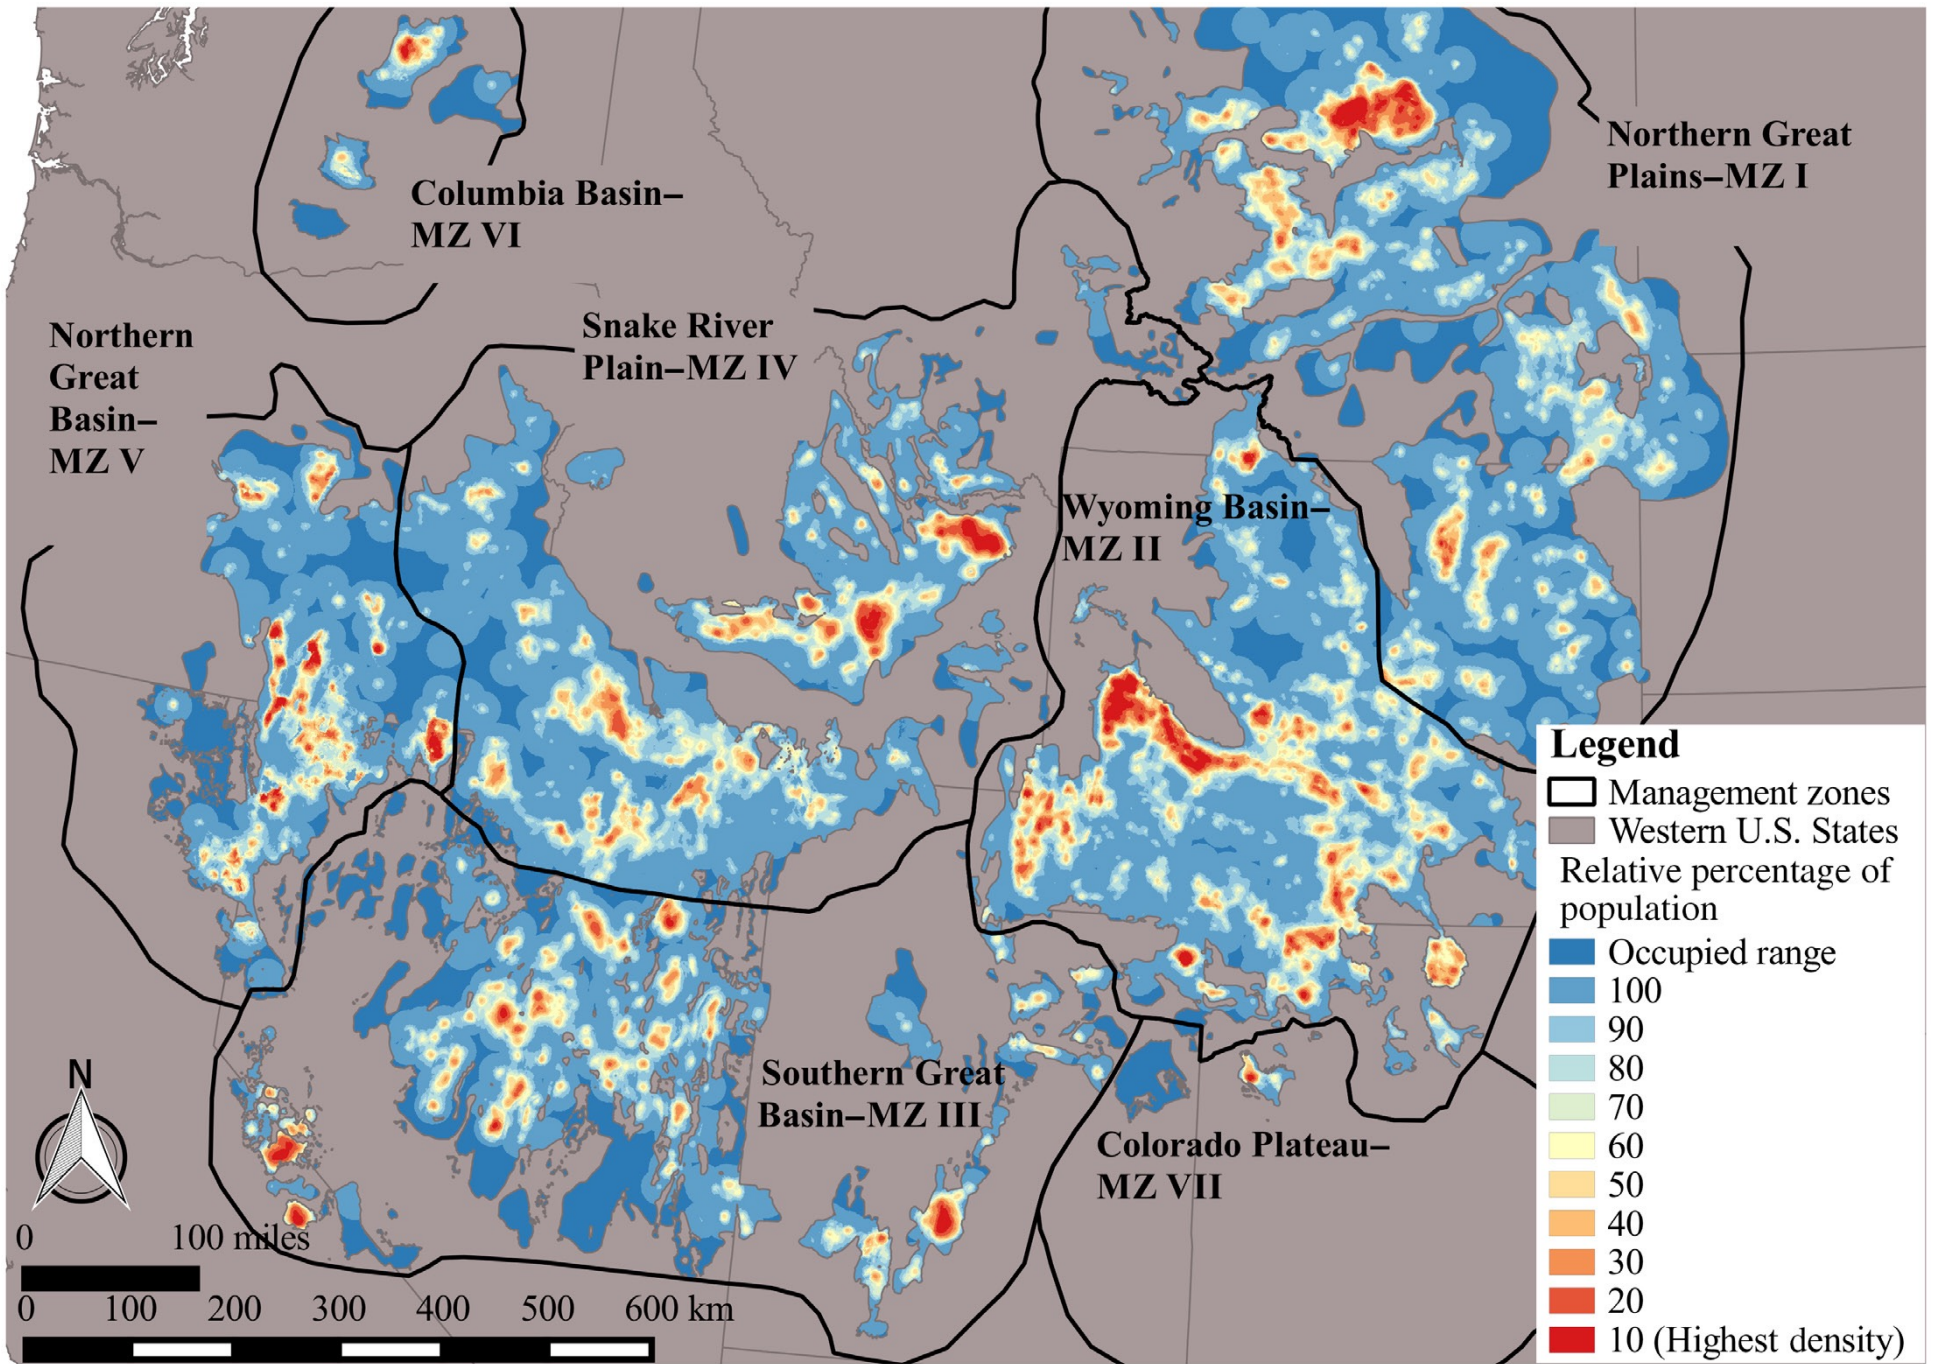 Northern Great
Plains–MZ I
Columbia Basin–
MZ VI
Snake River
Plain–MZ IV
Northern
Great
Basin–
MZ V
Wyoming Basin–
MZ II
Southern Great
Basin–MZ III
Colorado Plateau–
MZ VII
N
0 100 miles
0 100 200 300 400 500 600 km
Legend
Management zones
Western U.S. States
Relative percentage of
population
Occupied range
100
90
80
70
60
50
40
30
20
10 (Highest density)